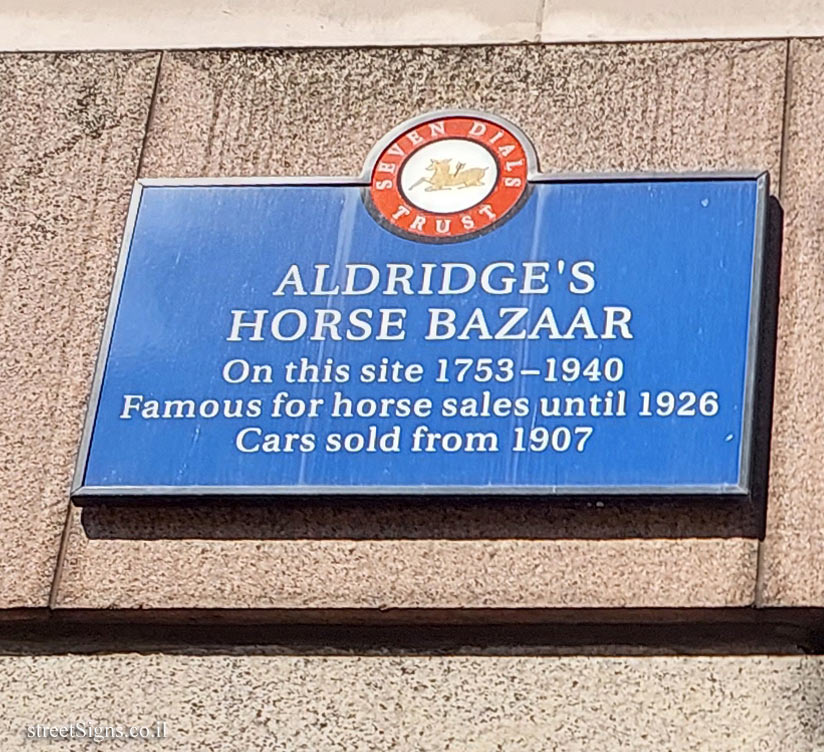 SEVEN DIALS
TRUST
ALDRIDGE'S
HORSE BAZAAR
On this site 1753–1940
Famous for horse sales until 1926
Cars sold from 1907
streetSigns.co.il